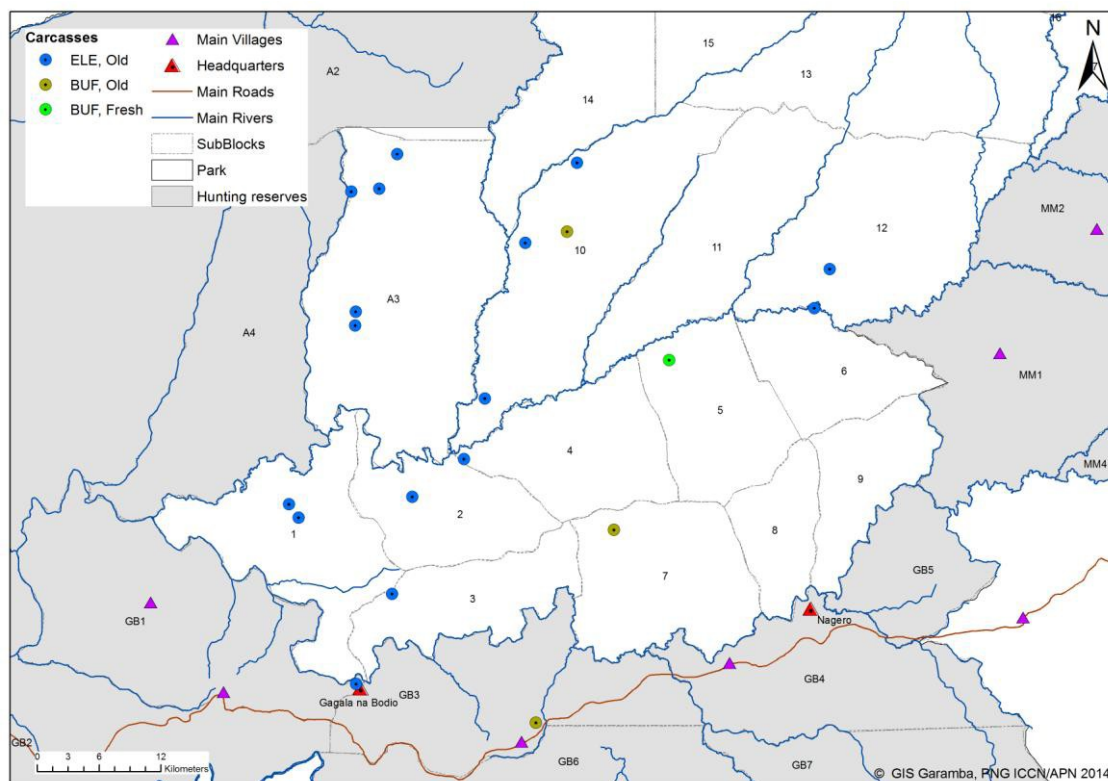 Carcasses
ELE, Old
BUF, Old
BUF, Fresh
Main Villages
Headquarters
Main Roads
Main Rivers
SubBlocks
Park
Hunting reserves
N
16
15
13
A2
14
MM2
12
10
11
A3
A4
6
MM1
5
4
MM4
9
2
1
8
7
GB5
3
GB1
Nagero
GB4
GB3
Gagala na Bodio
GB2
GB6
GB7
0 3 6 12
Kilometers
© GIS Garamba, PNG ICCN/APN 2014